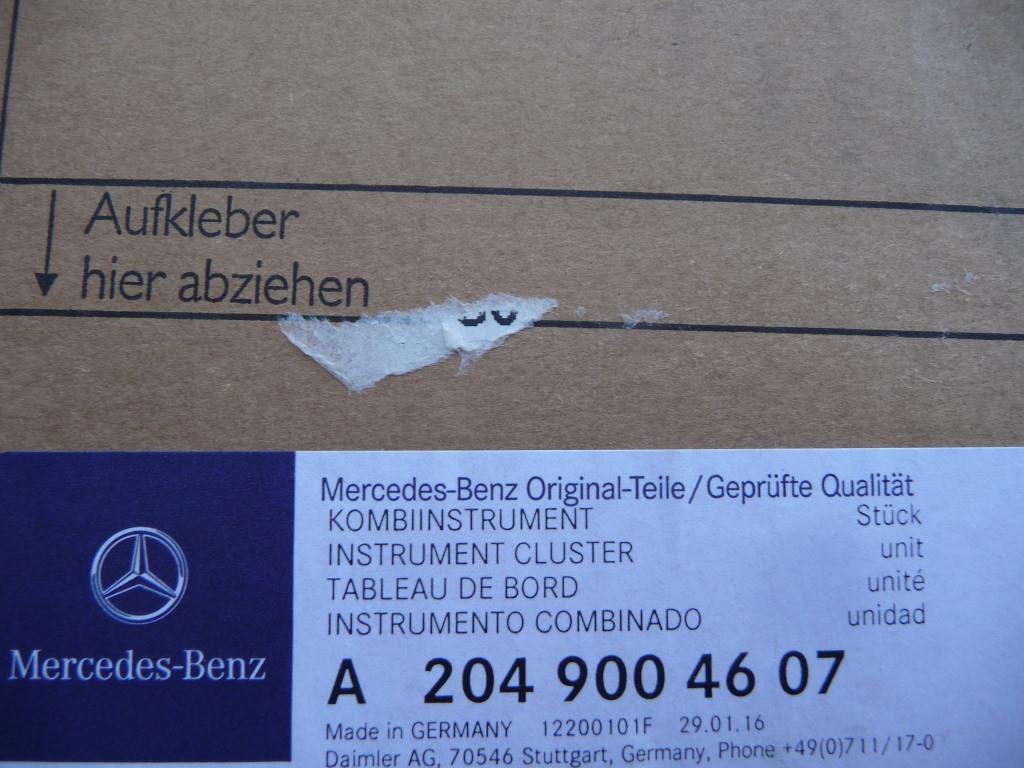 Aufkleber
hier abziehen
Mercedes-Benz Original-Teile/Geprüfte Qualität
KOMBIINSTRUMENT Stück
INSTRUMENT CLUSTER unit
TABLEAU DE BORD unité
INSTRUMENTO COMBINADO unidad
Mercedes-Benz
A 204 900 46 07
Made in GERMANY 12200101F 29.01.16
Daimler AG, 70546 Stuttgart, Germany, Phone +49(0)711/17-0